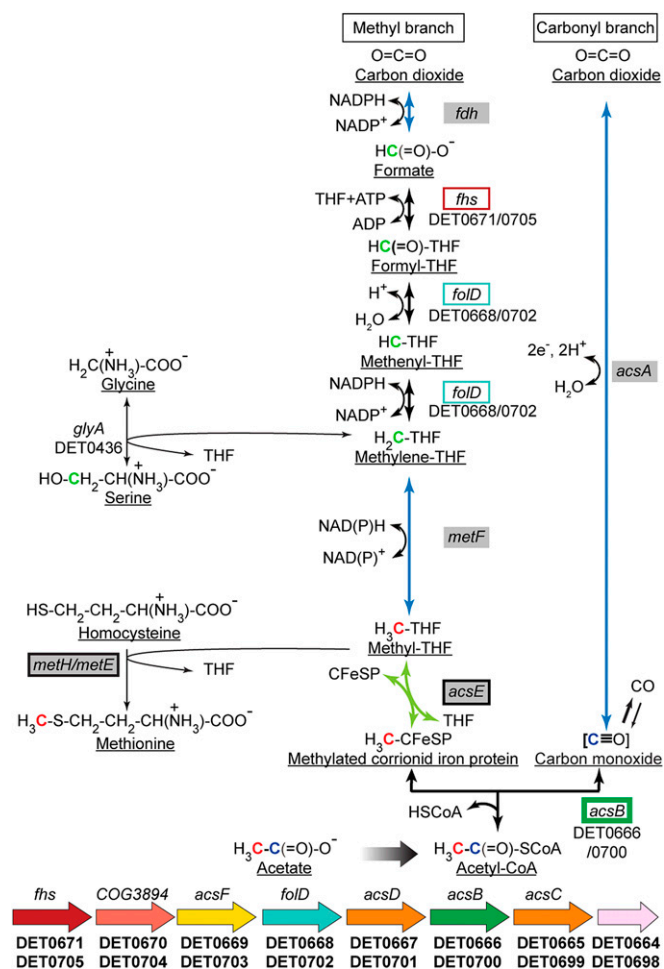 Methyl branch
Carbonyl branch
O=C=O
Carbon dioxide
O=C=O
Carbon dioxide
NADPH
NADP⁺
fdh
HC(=O)-O⁻
Formate
THF+ATP
ADP
fhs
DET0671/0705
HC(=O)-THF
Formyl-THF
H⁺
H₂O
folD
DET0668/0702
HC-THF
Methenyl-THF
2e⁻, 2H⁺
H₂O
acsA
H₂C(NH₃)-COO⁻
+
Glycine
NADPH
NADP⁺
folD
DET0668/0702
glyA
DET0436
THF
H₂C-THF
Methylene-THF
+
HO-CH₂-CH(NH₃)-COO⁻
Serine
NAD(P)H
NAD(P)⁺
metF
+
HS-CH₂-CH₂-CH(NH₃)-COO⁻
Homocysteine
H₃C-THF
Methyl-THF
metH/metE
THF
CFeSP
acsE
THF
CO
+
H₃C-S-CH₂-CH₂-CH(NH₃)-COO⁻
Methionine
H₃C-CFeSP
Methylated corrionid iron protein
[C≡O]
Carbon monoxide
HSCoA
acsB
DET0666
/0700
H₃C-C(=O)-O⁻
Acetate
H₃C-C(=O)-SCoA
Acetyl-CoA
fhs COG3894 acsF folD acsD acsB acsC
DET0671 DET0670 DET0669 DET0668 DET0667 DET0666 DET0665 DET0664
DET0705 DET0704 DET0703 DET0702 DET0701 DET0700 DET0699 DET0698